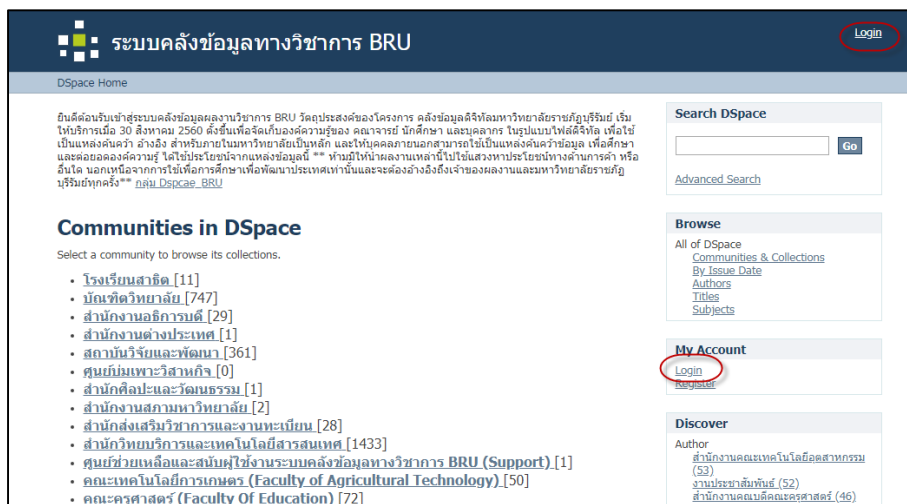 ระบบคลังข้อมูลทางวิชาการ BRU
Login
DSpace Home
ยินดีต้อนรับเข้าสู่ระบบคลังข้อมูลผลงานวิชาการ BRU วัตถุประสงค์ของโครงการ คลังข้อมูลดิจิทัลมหาวิทยาลัยราชภัฏบุรีรัมย์ เริ่ม
ให้บริการเมื่อ 30 สิงหาคม 2560 ตั้งขึ้นเพื่อจัดเก็บองค์ความรู้ของ คณาจารย์ นักศึกษา และบุคลากร ในรูปแบบไฟล์ดิจิทัล เพื่อใช้
เป็นแหล่งค้นคว้า อ้างอิง สำหรับภายในมหาวิทยาลัยเป็นหลัก และให้บุคคลภายนอกสามารถใช้เป็นแหล่งค้นคว้าข้อมูล เพื่อศึกษา
และต่อยอดองค์ความรู้ ได้ใช้ประโยชน์จากแหล่งข้อมูลนี้ ** ห้ามมิให้นำผลงานเหล่านี้ไปใช้แสวงหาประโยชน์ทางด้านการค้า หรือ
อื่นใด นอกเหนือจากการใช้เพื่อการศึกษาเพื่อพัฒนาประเทศเท่านั้นและจะต้องอ้างอิงถึงเจ้าของผลงานและมหาวิทยาลัยราชภัฏ
บุรีรัมย์ทุกครั้ง** กลุ่ม Dspcae_BRU
Communities in DSpace
Select a community to browse its collections.
โรงเรียนสาธิต [11]
บัณฑิตวิทยาลัย [747]
สำนักงานอธิการบดี [29]
สำนักงานต่างประเทศ [1]
สถาบันวิจัยและพัฒนา [361]
ศูนย์บ่มเพาะวิสาหกิจ [0]
สำนักศิลปะและวัฒนธรรม [1]
สำนักงานสภามหาวิทยาลัย [2]
สำนักส่งเสริมวิชาการและงานทะเบียน [28]
สำนักวิทยบริการและเทคโนโลยีสารสนเทศ [1433]
ศูนย์ช่วยเหลือและสนับผู้ใช้งานระบบคลังข้อมูลทางวิชาการ BRU (Support) [1]
คณะเทคโนโลยีการเกษตร (Faculty of Agricultural Technology) [50]
คณะครุศาสตร์ (Faculty Of Education) [72]
Search DSpace
Go
Advanced Search
Browse
All of DSpace
Communities & Collections
By Issue Date
Authors
Titles
Subjects
My Account
Login
Register
Discover
Author
สำนักงานคณะเทคโนโลยีอุตสาหกรรม
(53)
งานประชาสัมพันธ์ (52)
สำนักงานคณบดีคณะครุศาสตร์ (46)